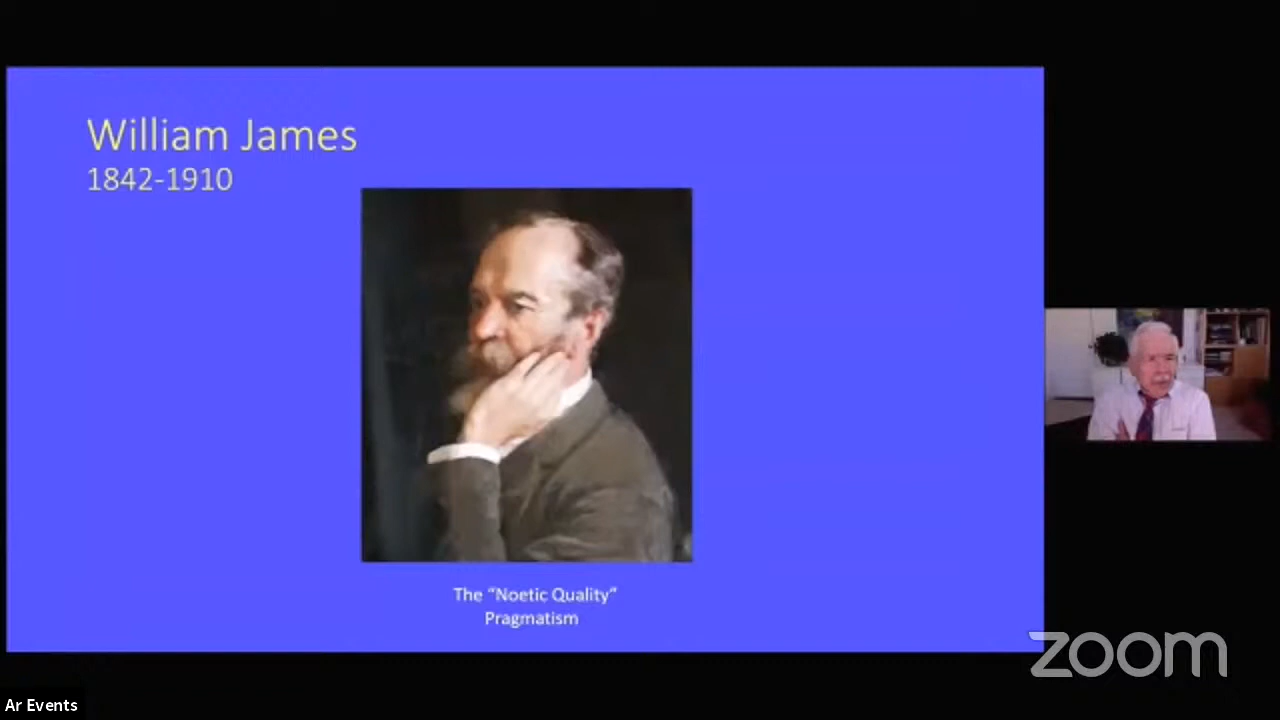 William James
1842-1910
The “Noetic Quality”
Pragmatism
zoom
Ar Events